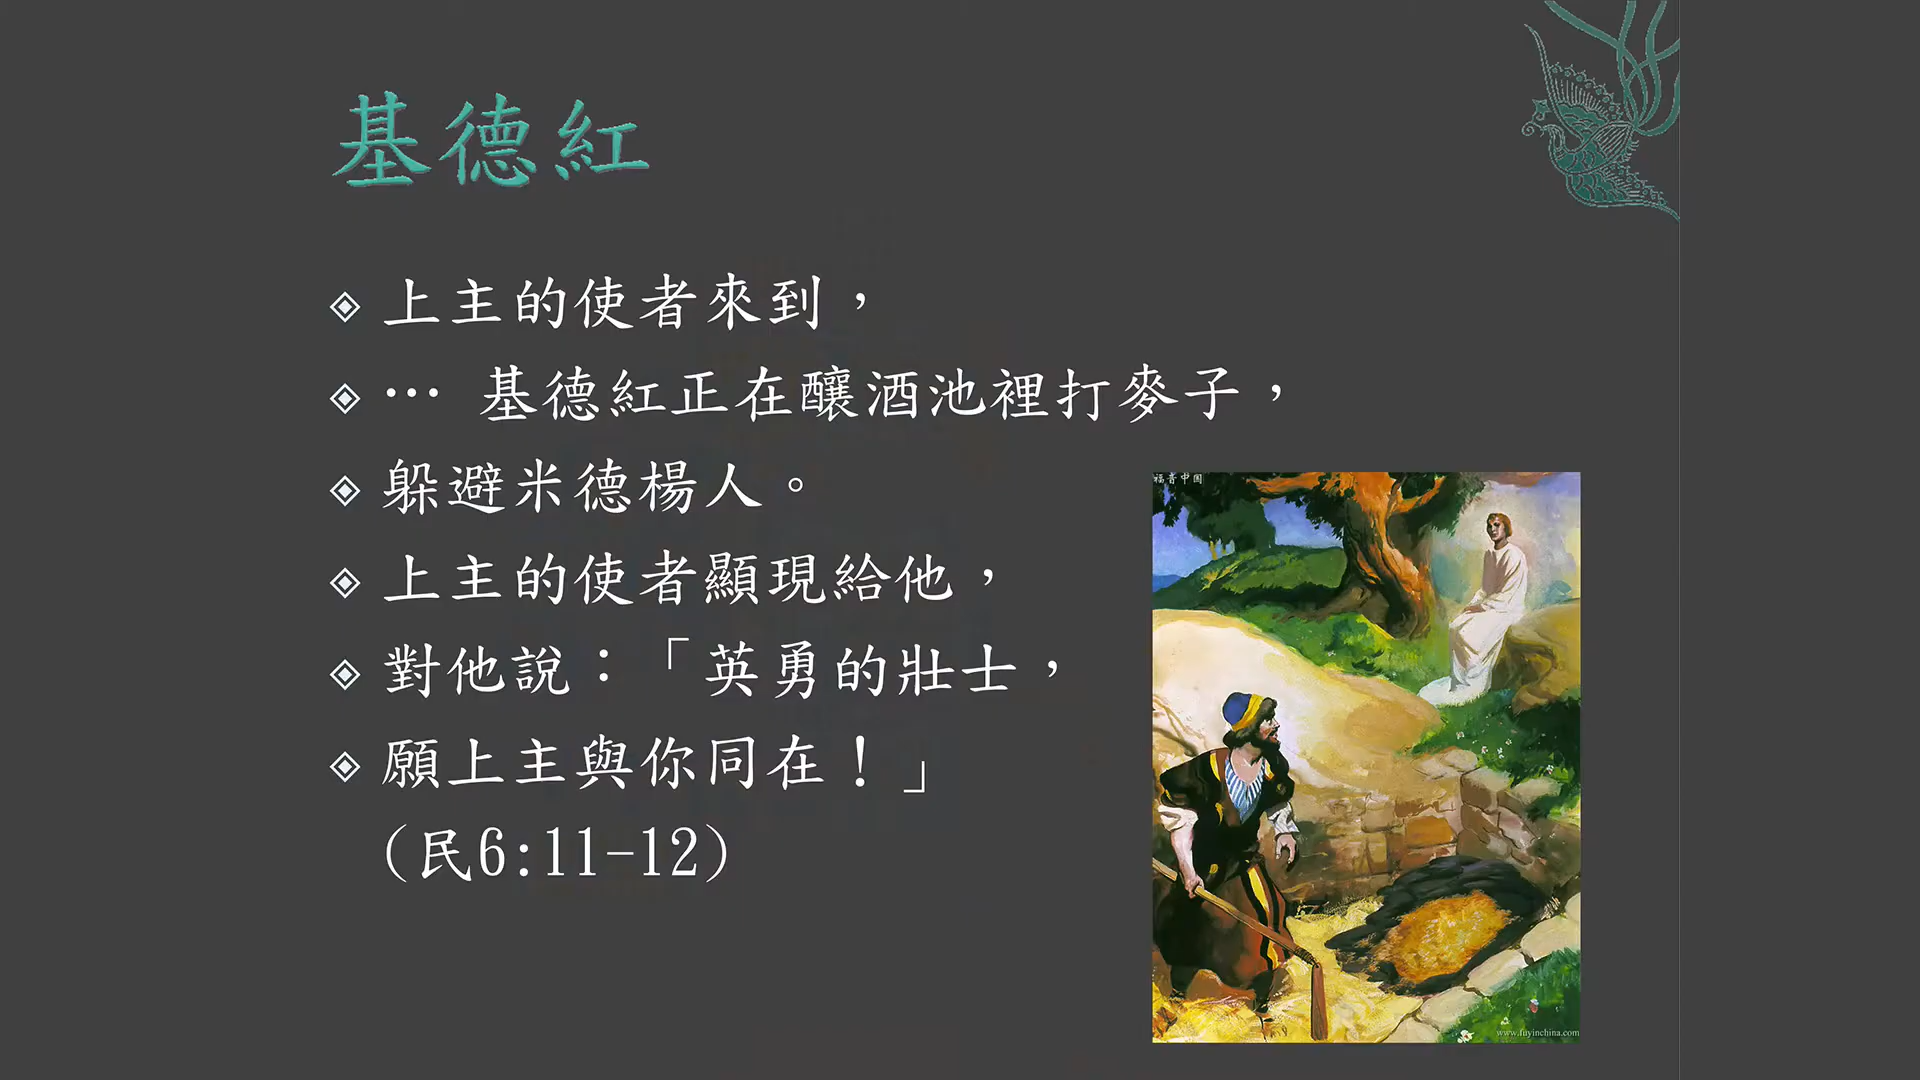 基德紅
上主的使者來到，
… 基德紅正在釀酒池裡打麥子，
躲避米德楊人。
上主的使者顯現給他，
對他說：「英勇的壯士，
願上主與你同在！」
(民6:11-12)
福音中国
www.fuyinchina.com